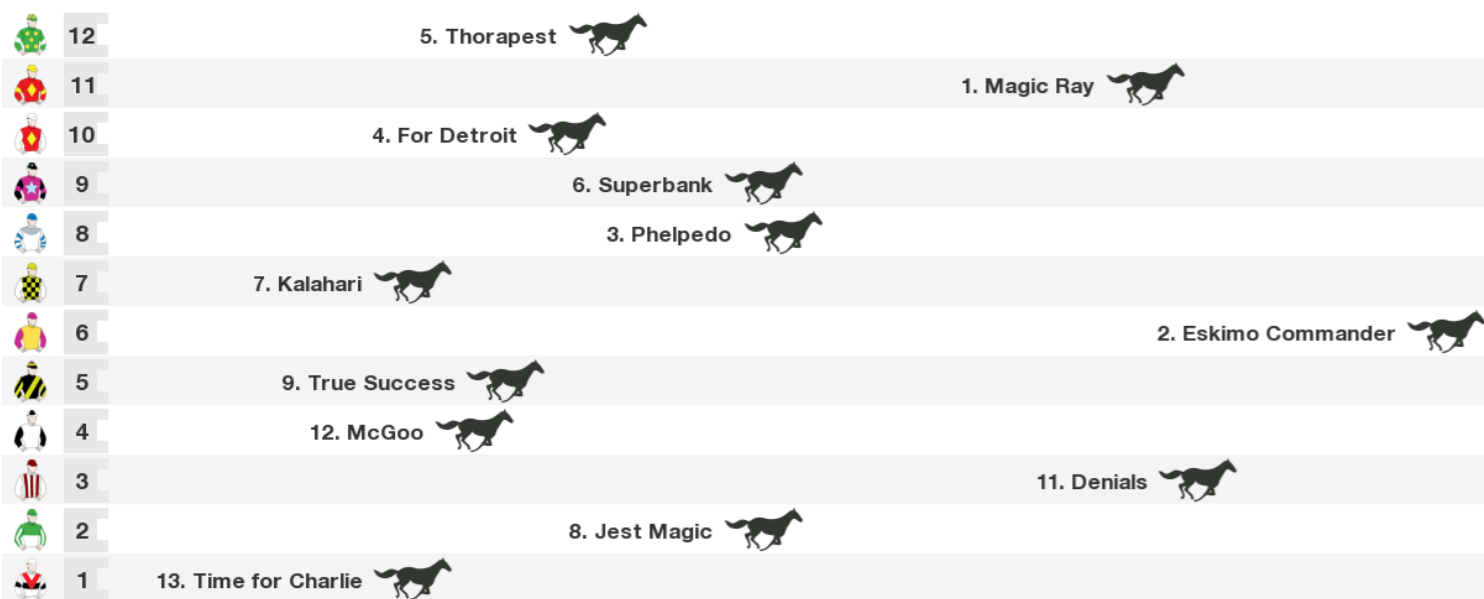 12 5. Thorapest
11 1. Magic Ray
10 4. For Detroit
9 6. Superbank
8 3. Phelpedo
7 7. Kalahari
6 2. Eskimo Commander
5 9. True Success
4 12. McGoo
3 11. Denials
2 8. Jest Magic
1 13. Time for Charlie